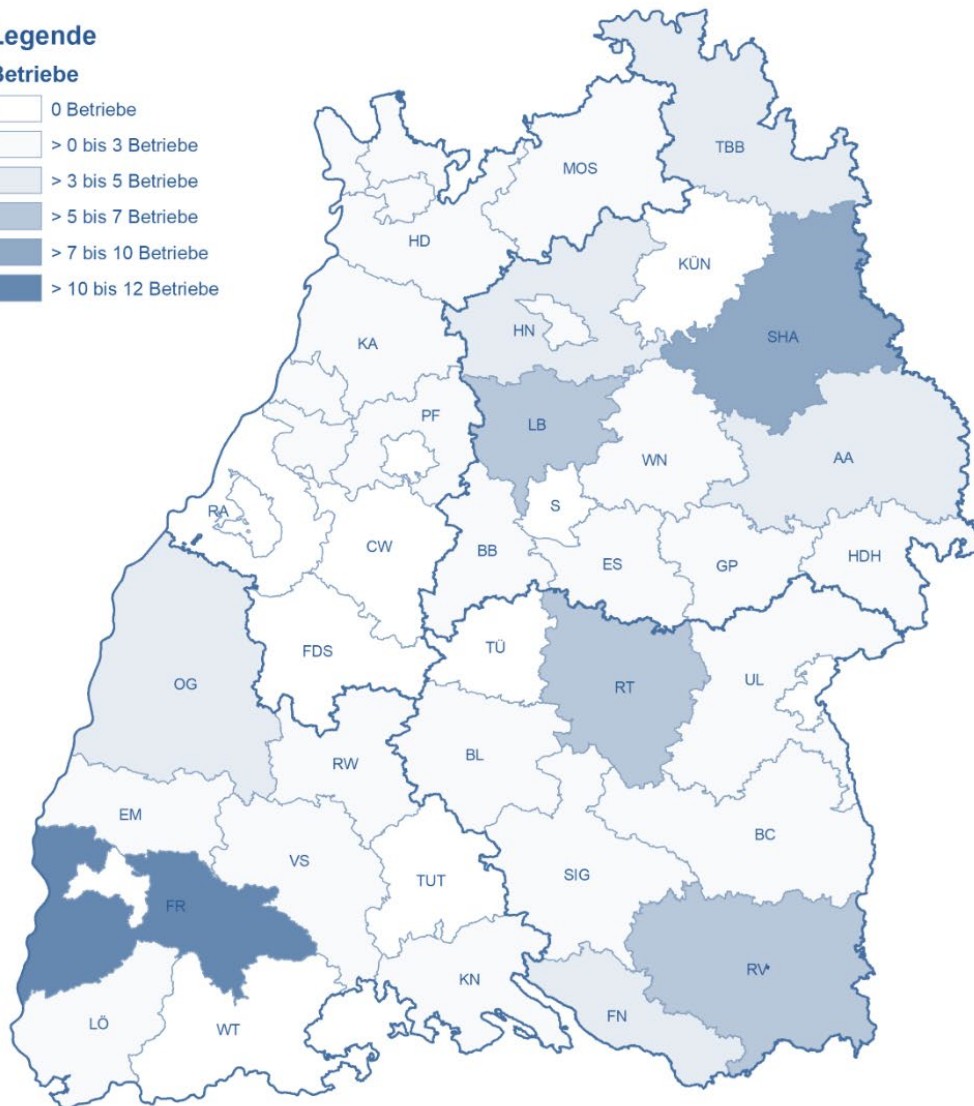 Legende
Betriebe
0 Betriebe
> 0 bis 3 Betriebe
> 3 bis 5 Betriebe
> 5 bis 7 Betriebe
> 7 bis 10 Betriebe
> 10 bis 12 Betriebe
TBB
MOS
HD
KÜN
HN
KA
SHA
PF
LB
WN
AA
RA
S
CW
BB
ES
GP
HDH
FDS
TÜ
OG
RT
UL
RW
BL
EM
BC
VS
TUT
SIG
FR
RV*
KN
LÖ
WT
FN